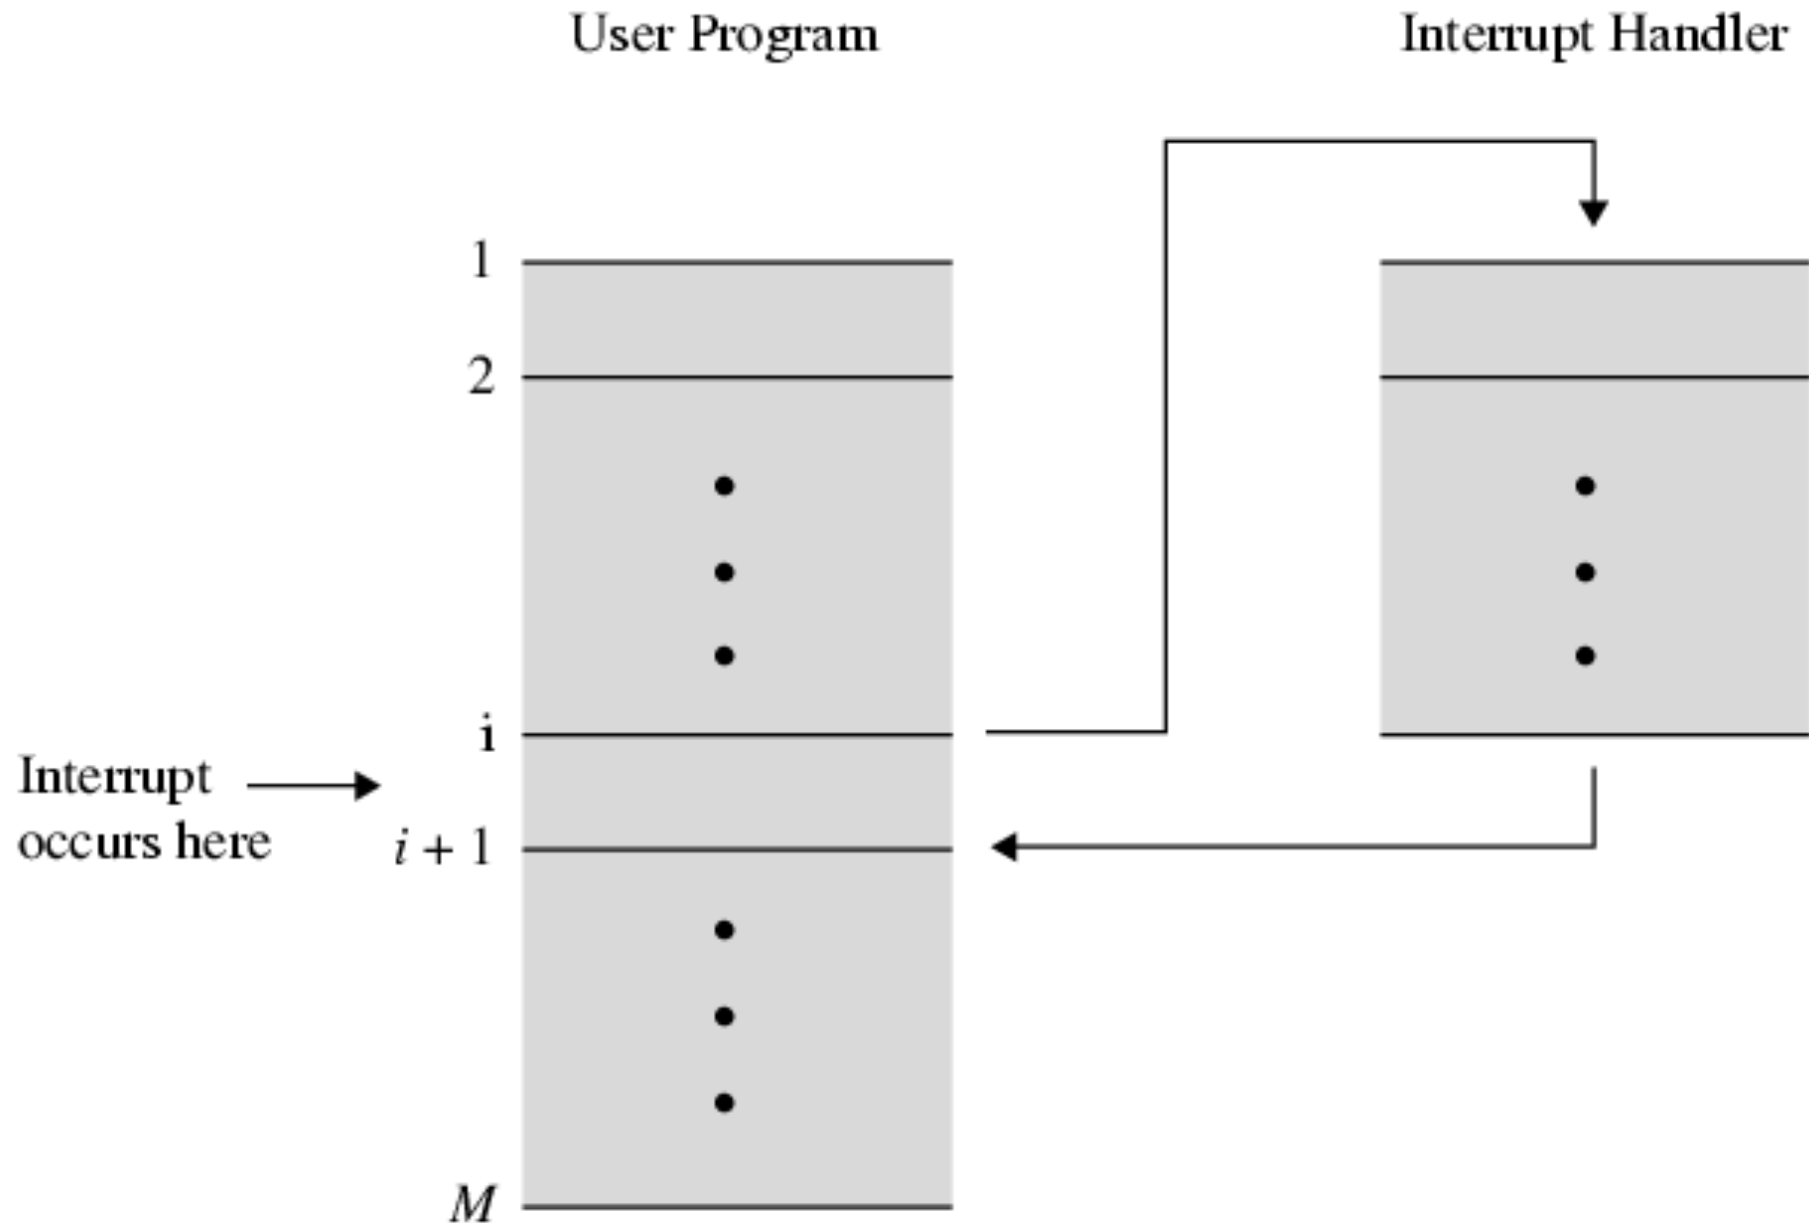 User Program
Interrupt Handler
1
2
i
Interrupt
occurs here
i + 1
M